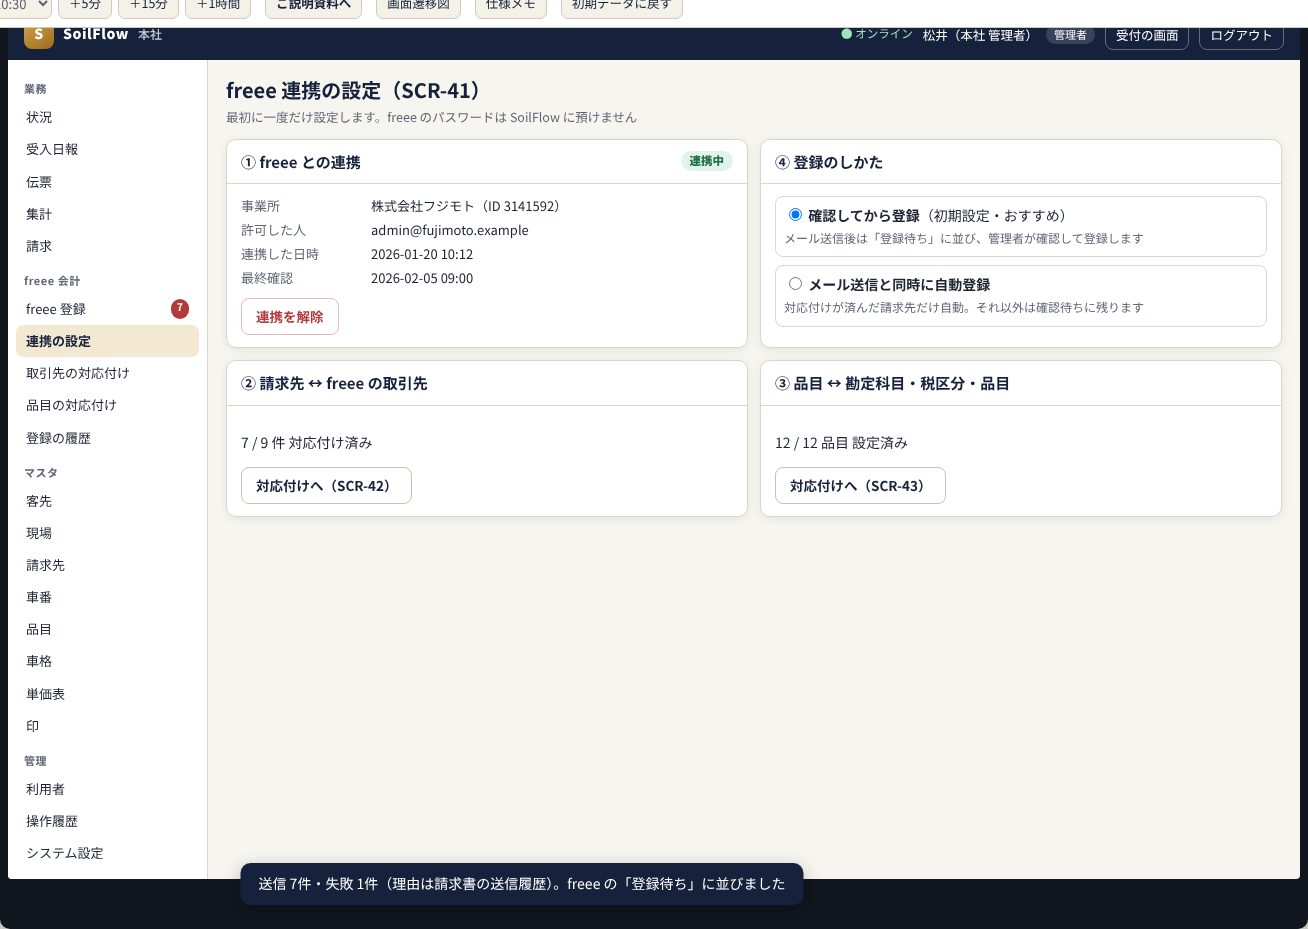 0:30 +5分 +15分 +1時間 ご説明資料へ 画面遷移図 仕様メモ 初期データに戻す
S SoilFlow 本社 オンライン 松井（本社 管理者） 管理者 受付の画面 ログアウト
業務
状況
受入日報
伝票
集計
請求
freee 会計
freee 登録 7
連携の設定
取引先の対応付け
品目の対応付け
登録の履歴
マスタ
客先
現場
請求先
車番
品目
車格
単価表
印
管理
利用者
操作履歴
システム設定
freee 連携の設定（SCR-41）
最初に一度だけ設定します。freee のパスワードは SoilFlow に預けません
① freee との連携 連携中
事業所 株式会社フジモト（ID 3141592）
許可した人 admin@fujimoto.example
連携した日時 2026-01-20 10:12
最終確認 2026-02-05 09:00
連携を解除
④ 登録のしかた
確認してから登録（初期設定・おすすめ）
メール送信後は「登録待ち」に並び、管理者が確認して登録します
メール送信と同時に自動登録
対応付けが済んだ請求先だけ自動。それ以外は確認待ちに残ります
② 請求先 ↔ freee の取引先
7 / 9 件 対応付け済み
対応付けへ（SCR-42）
③ 品目 ↔ 勘定科目・税区分・品目
12 / 12 品目 設定済み
対応付けへ（SCR-43）
送信 7件・失敗 1件（理由は請求書の送信履歴）。freee の「登録待ち」に並びました